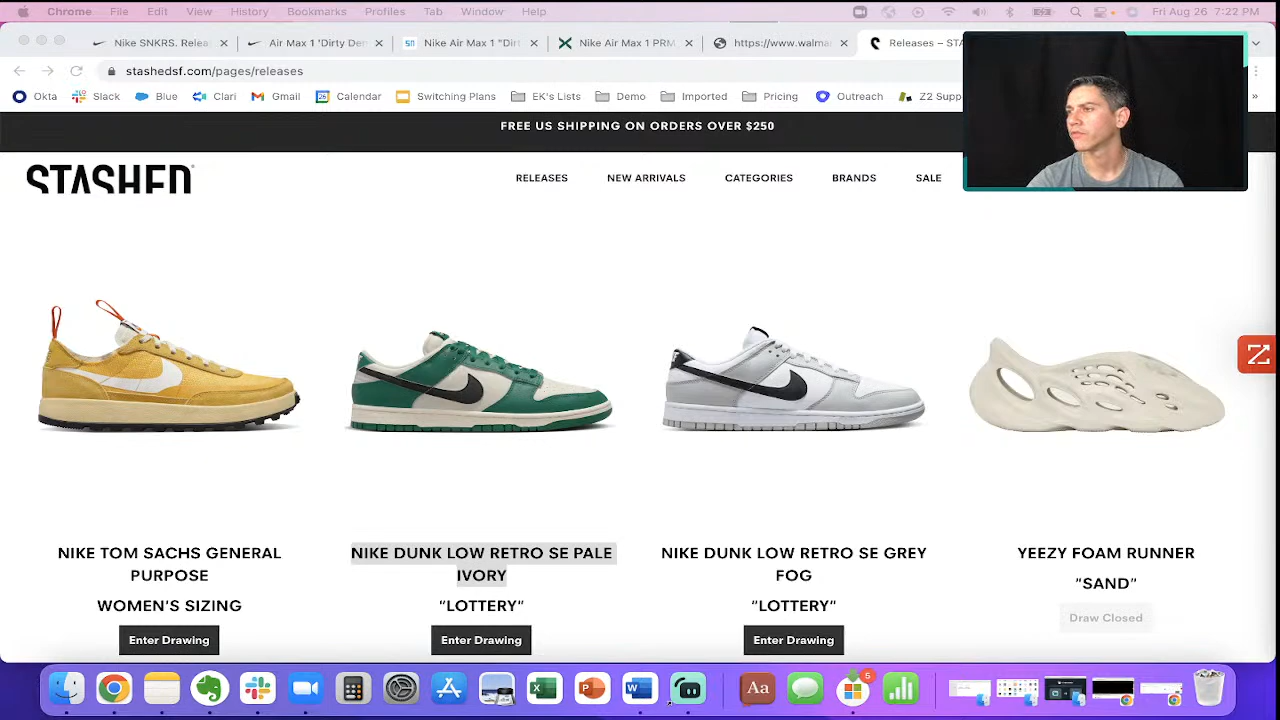 Chrome File Edit View History Bookmarks Profiles Tab Window Help Fri Aug 26 7:22 PM
Nike SNKRS. Relea Air Max 1 'Dirty De Nike Air Max 1 "Dirt Nike Air Max 1 PRM https://www.walma Releases – STA
stashedsf.com/pages/releases
Okta Slack Blue Clari Gmail Calendar Switching Plans EK's Lists Demo Imported Pricing Outreach Z2 Supp »
FREE US SHIPPING ON ORDERS OVER $250
STASHED
RELEASES NEW ARRIVALS CATEGORIES BRANDS SALE
NIKE TOM SACHS GENERAL
PURPOSE
WOMEN'S SIZING
Enter Drawing
NIKE DUNK LOW RETRO SE PALE
IVORY
"LOTTERY"
Enter Drawing
NIKE DUNK LOW RETRO SE GREY
FOG
"LOTTERY"
Enter Drawing
YEEZY FOAM RUNNER
"SAND"
Draw Closed
Aa 5